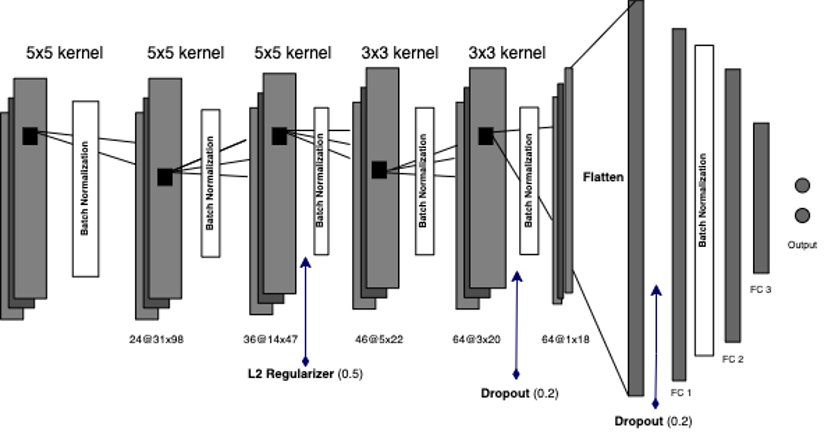 5x5 kernel
5x5 kernel
5x5 kernel
3x3 kernel
3x3 kernel
Batch Normalization
Batch Normalization
Batch Normalization
Batch Normalization
Batch Normalization
Flatten
Batch Normalization
Output
FC 3
24@31x98
36@14x47
46@5x22
64@3x20
64@1x18
FC 2
L2 Regularizer (0.5)
Dropout (0.2)
FC 1
Dropout (0.2)